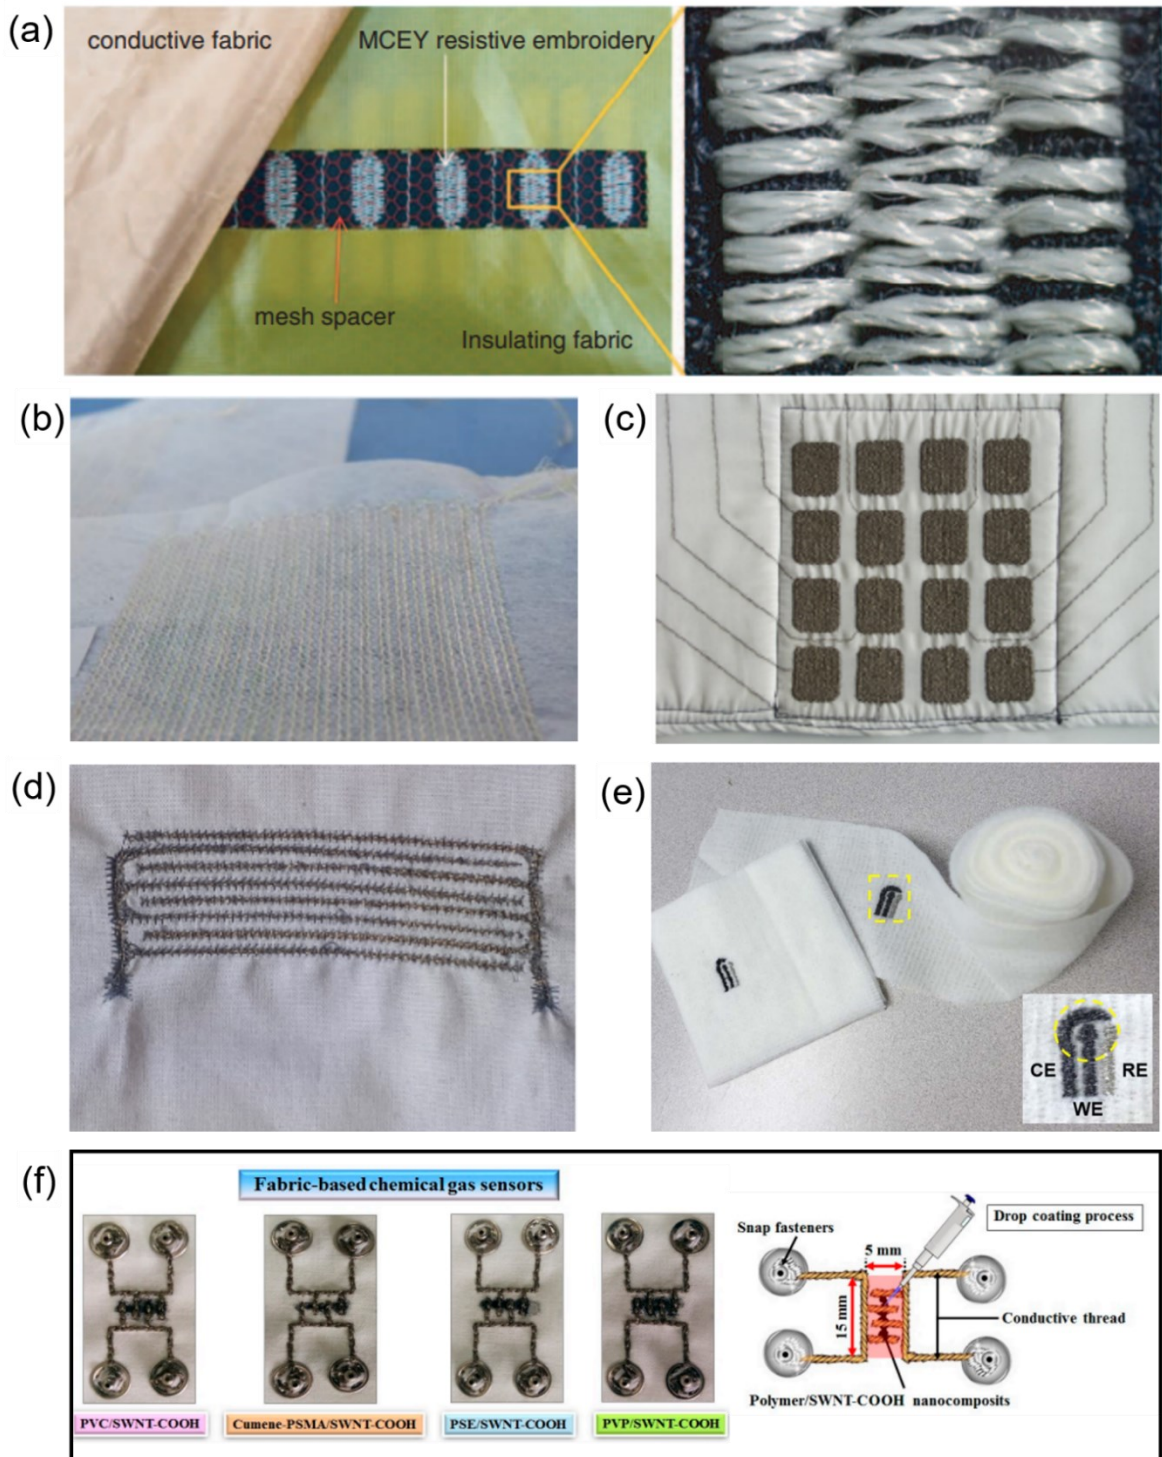 (a)
conductive fabric
MCEY resistive embroidery
mesh spacer
Insulating fabric
(b)
(c)
(d)
(e)
CE
RE
WE
(f)
Fabric-based chemical gas sensors
Snap fasteners
Drop coating process
5 mm
15 mm
Conductive thread
Polymer/SWNT-COOH nanocomposits
PVC/SWNT-COOH
Cumene-PSMA/SWNT-COOH
PSE/SWNT-COOH
PVP/SWNT-COOH